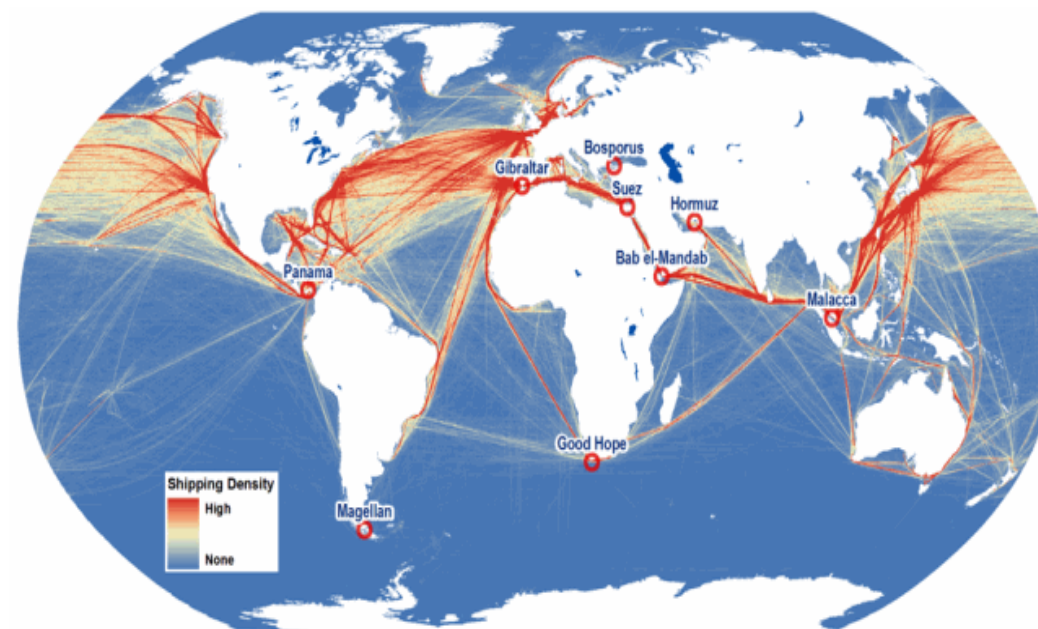 Bosporus
Gibraltar
Suez
Hormuz
Bab el-Mandab
Panama
Malacca
Good Hope
Shipping Density
High
None
Magellan